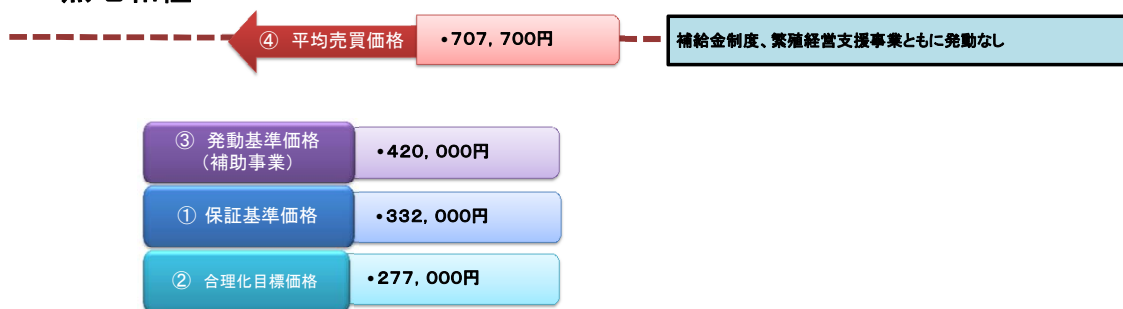 ④ 平均売買価格
•707，700円
補給金制度、繁殖経営支援事業ともに発動なし
③ 発動基準価格
（補助事業）
•420，000円
① 保証基準価格
•332，000円
② 合理化目標価格
•277，000円